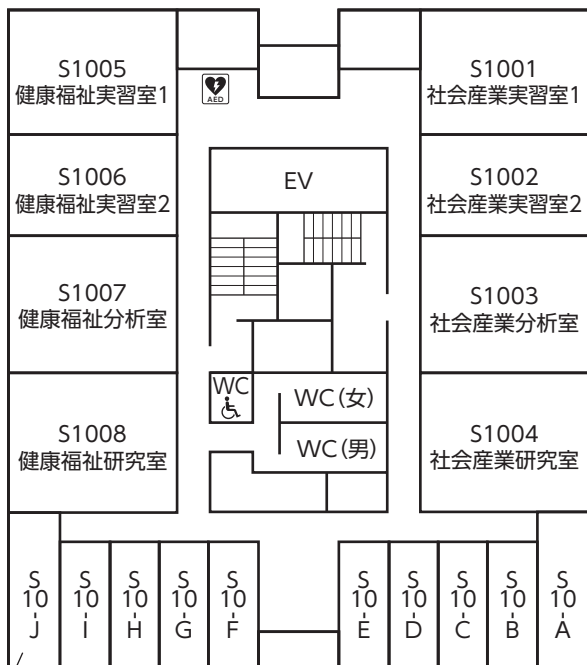 S1005
健康福祉実習室1
AED
S1001
社会産業実習室1
S1006
健康福祉実習室2
EV
S1002
社会産業実習室2
S1007
健康福祉分析室
S1003
社会産業分析室
WC
WC(女)
S1008
健康福祉研究室
WC(男)
S1004
社会産業研究室
S10-J
S10-I
S10-H
S10-G
S10-F
S10-E
S10-D
S10-C
S10-B
S10-A